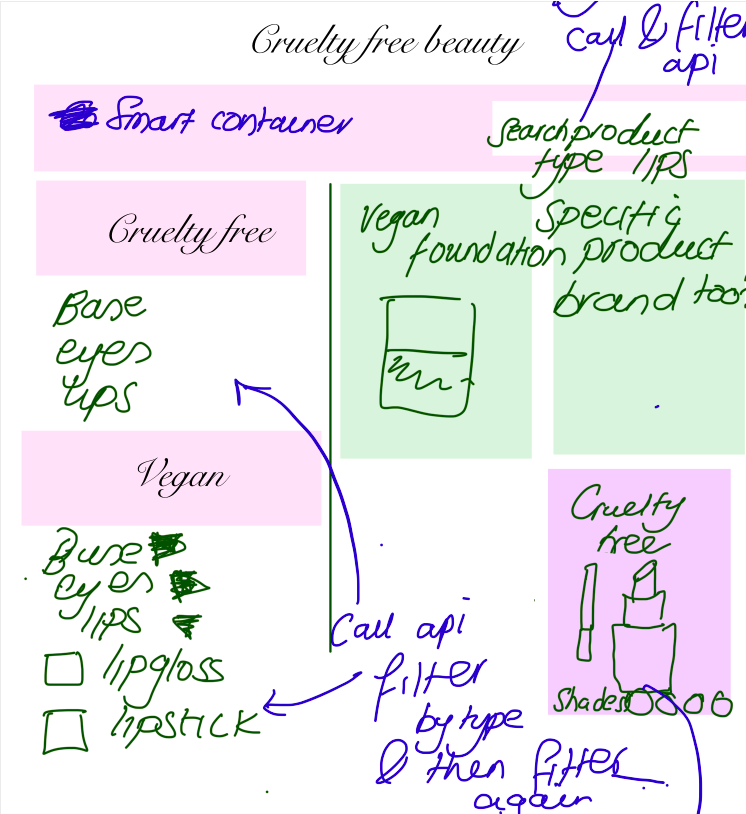 Cruelty free beauty
call & filter
api
Smart container
Search product
type lips
Cruelty free
Base
eyes
lips
Vegan
foundation
Specific
product
brand too?
Vegan
Base
eyes
lips
lipgloss
lipstick
Call api
filter
by type
& then filter
again
Cruelty
free
Shades